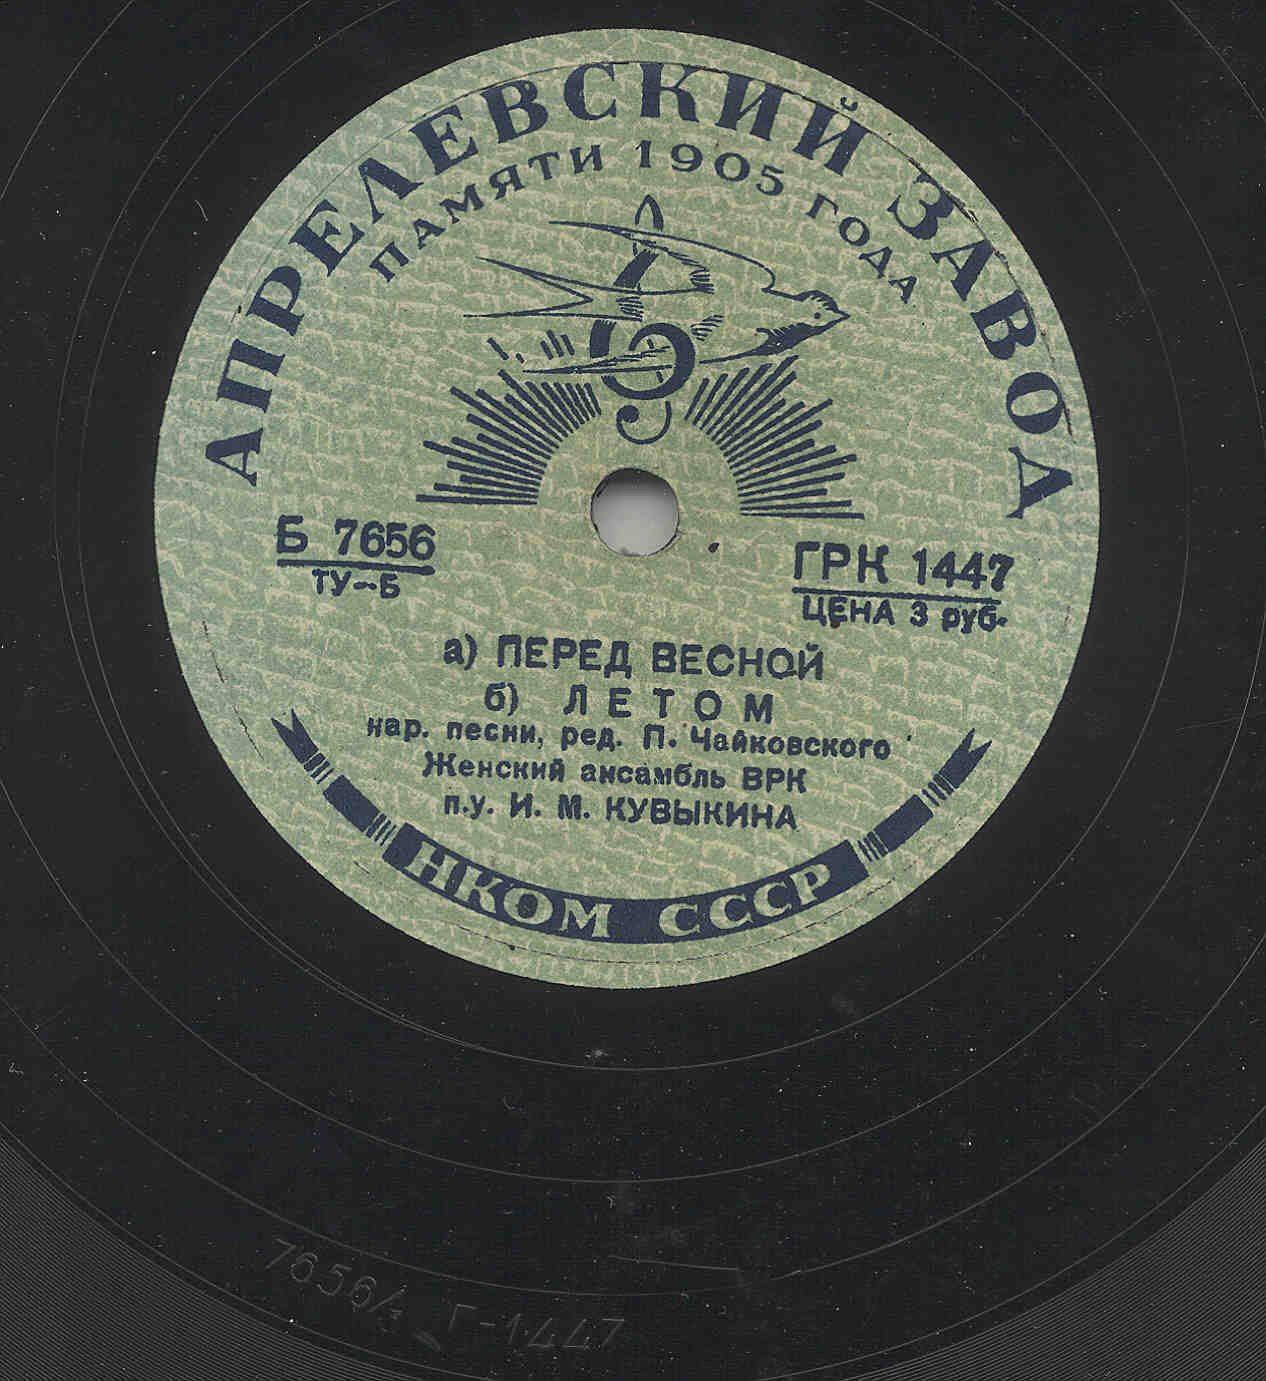 АПРЕЛЕВСКИЙ ЗАВОД
ПАМЯТИ 1905 ГОДА
Б 7656
ТУ-Б
ГРК 1447
ЦЕНА 3 руб.
а) ПЕРЕД ВЕСНОЙ
б) ЛЕТОМ
нар. песни, ред. П. Чайковского
Женский ансамбль ВРК
п.у. И. М. КУВЫКИНА
НКОМ СССР
7656/3 Г-1447